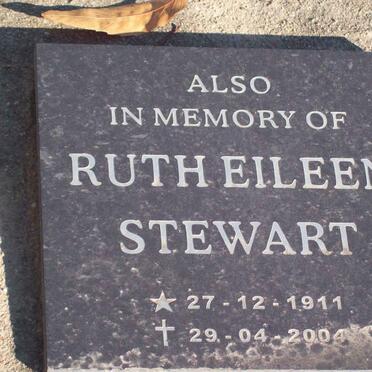 ALSO
IN MEMORY OF
RUTH EILEEN
STEWART
☆ 27-12-1911
✝ 29-04-2004